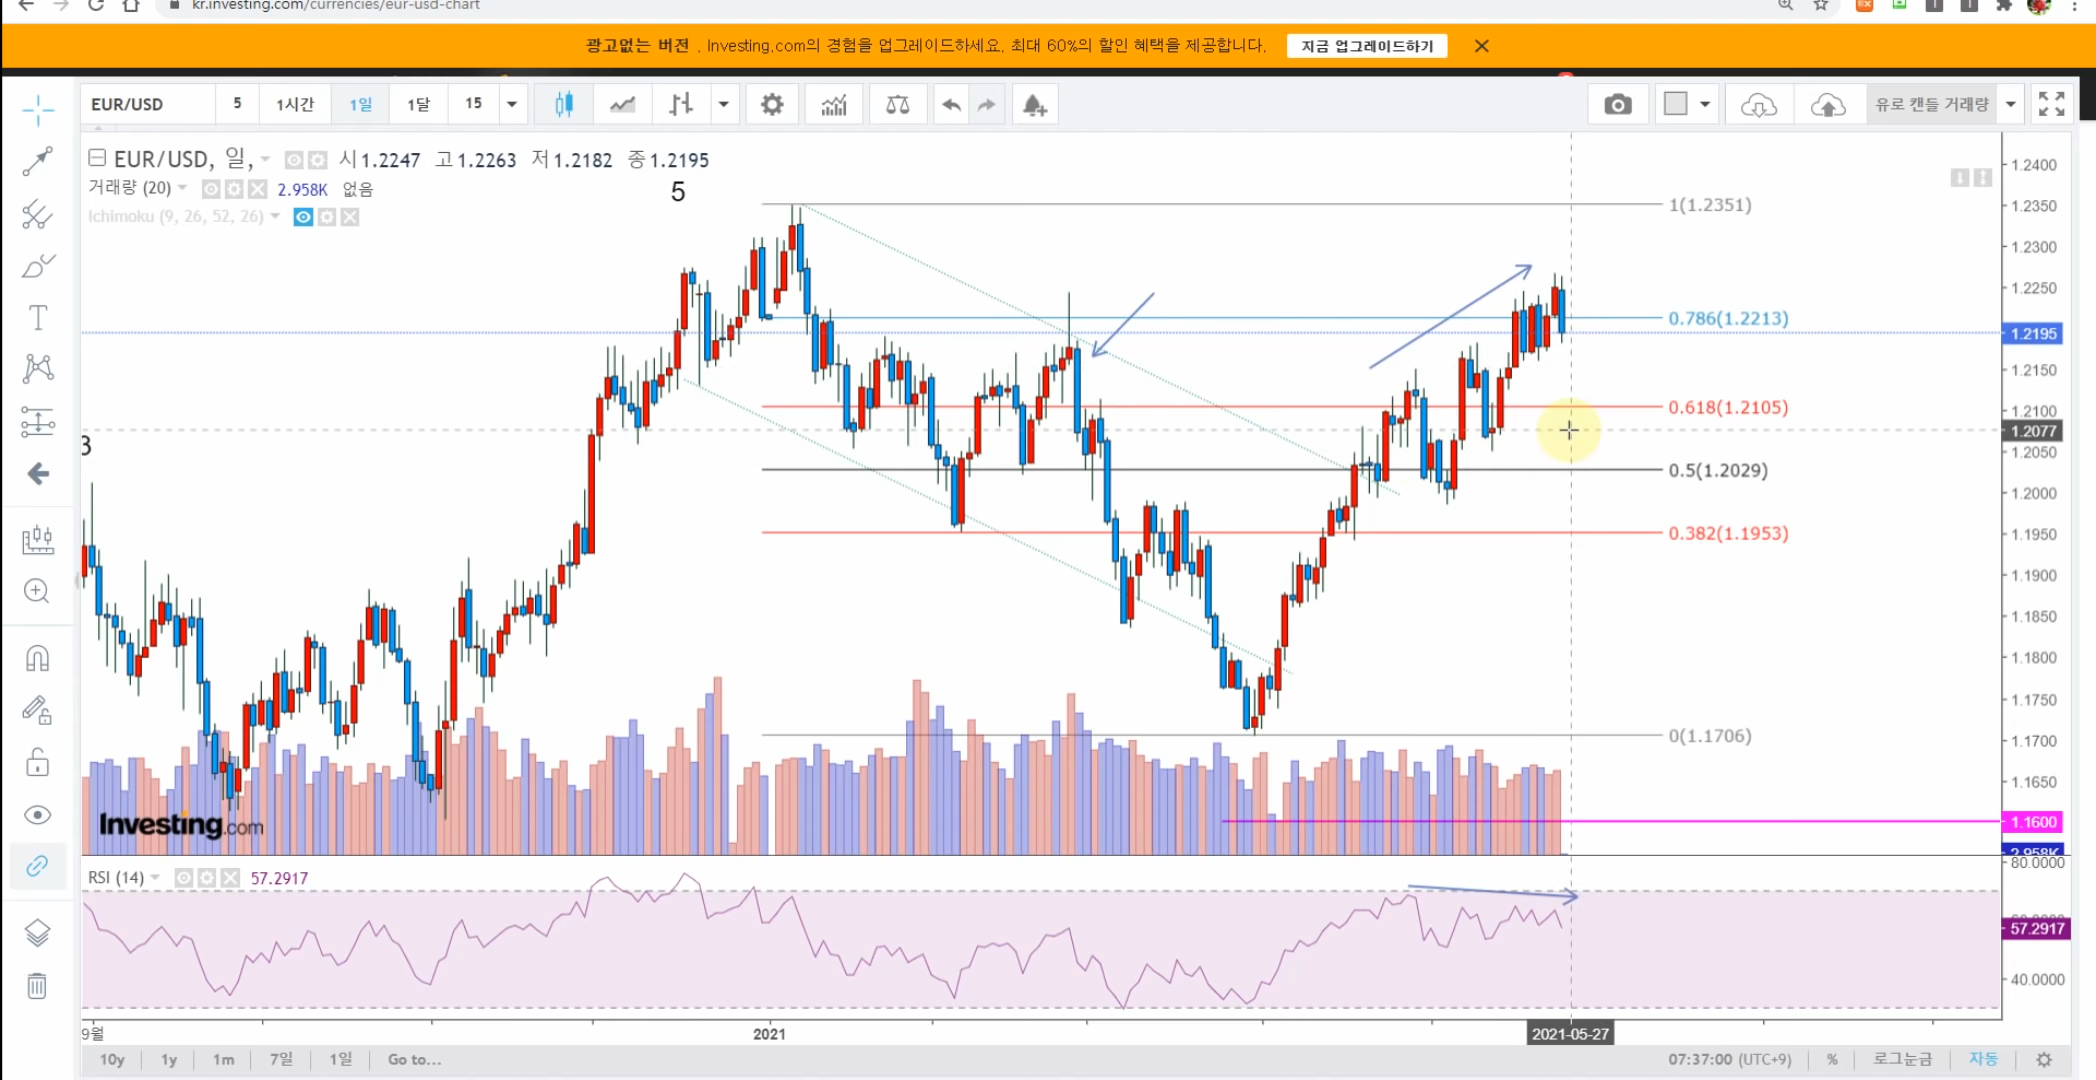 kr.investing.com/currencies/eur-usd-chart
광고없는 버전 . Investing.com의 경험을 업그레이드하세요. 최대 60%의 할인 혜택을 제공합니다. 지금 업그레이드하기
EUR/USD 5 1시간 1일 1달 15 유로 캔들 거래량
EUR/USD, 일, 시1.2247 고1.2263 저1.2182 종1.2195
거래량 (20) 2.958K 없음
5
Ichimoku (9, 26, 52, 26)
1.2400
1(1.2351) 1.2350
1.2300
1.2250
0.786(1.2213)
1.2195
1.2150
0.618(1.2105) 1.2100
3 1.2077
1.2050
0.5(1.2029)
1.2000
0.382(1.1953) 1.1950
1.1900
1.1850
1.1800
1.1750
0(1.1706) 1.1700
1.1650
Investing.com 1.1600
2.958K
80.0000
RSI (14) 57.2917
57.2917
40.0000
9월 2021 2021-05-27
10y 1y 1m 7일 1일 Go to... 07:37:00 (UTC+9) % 로그눈금 자동